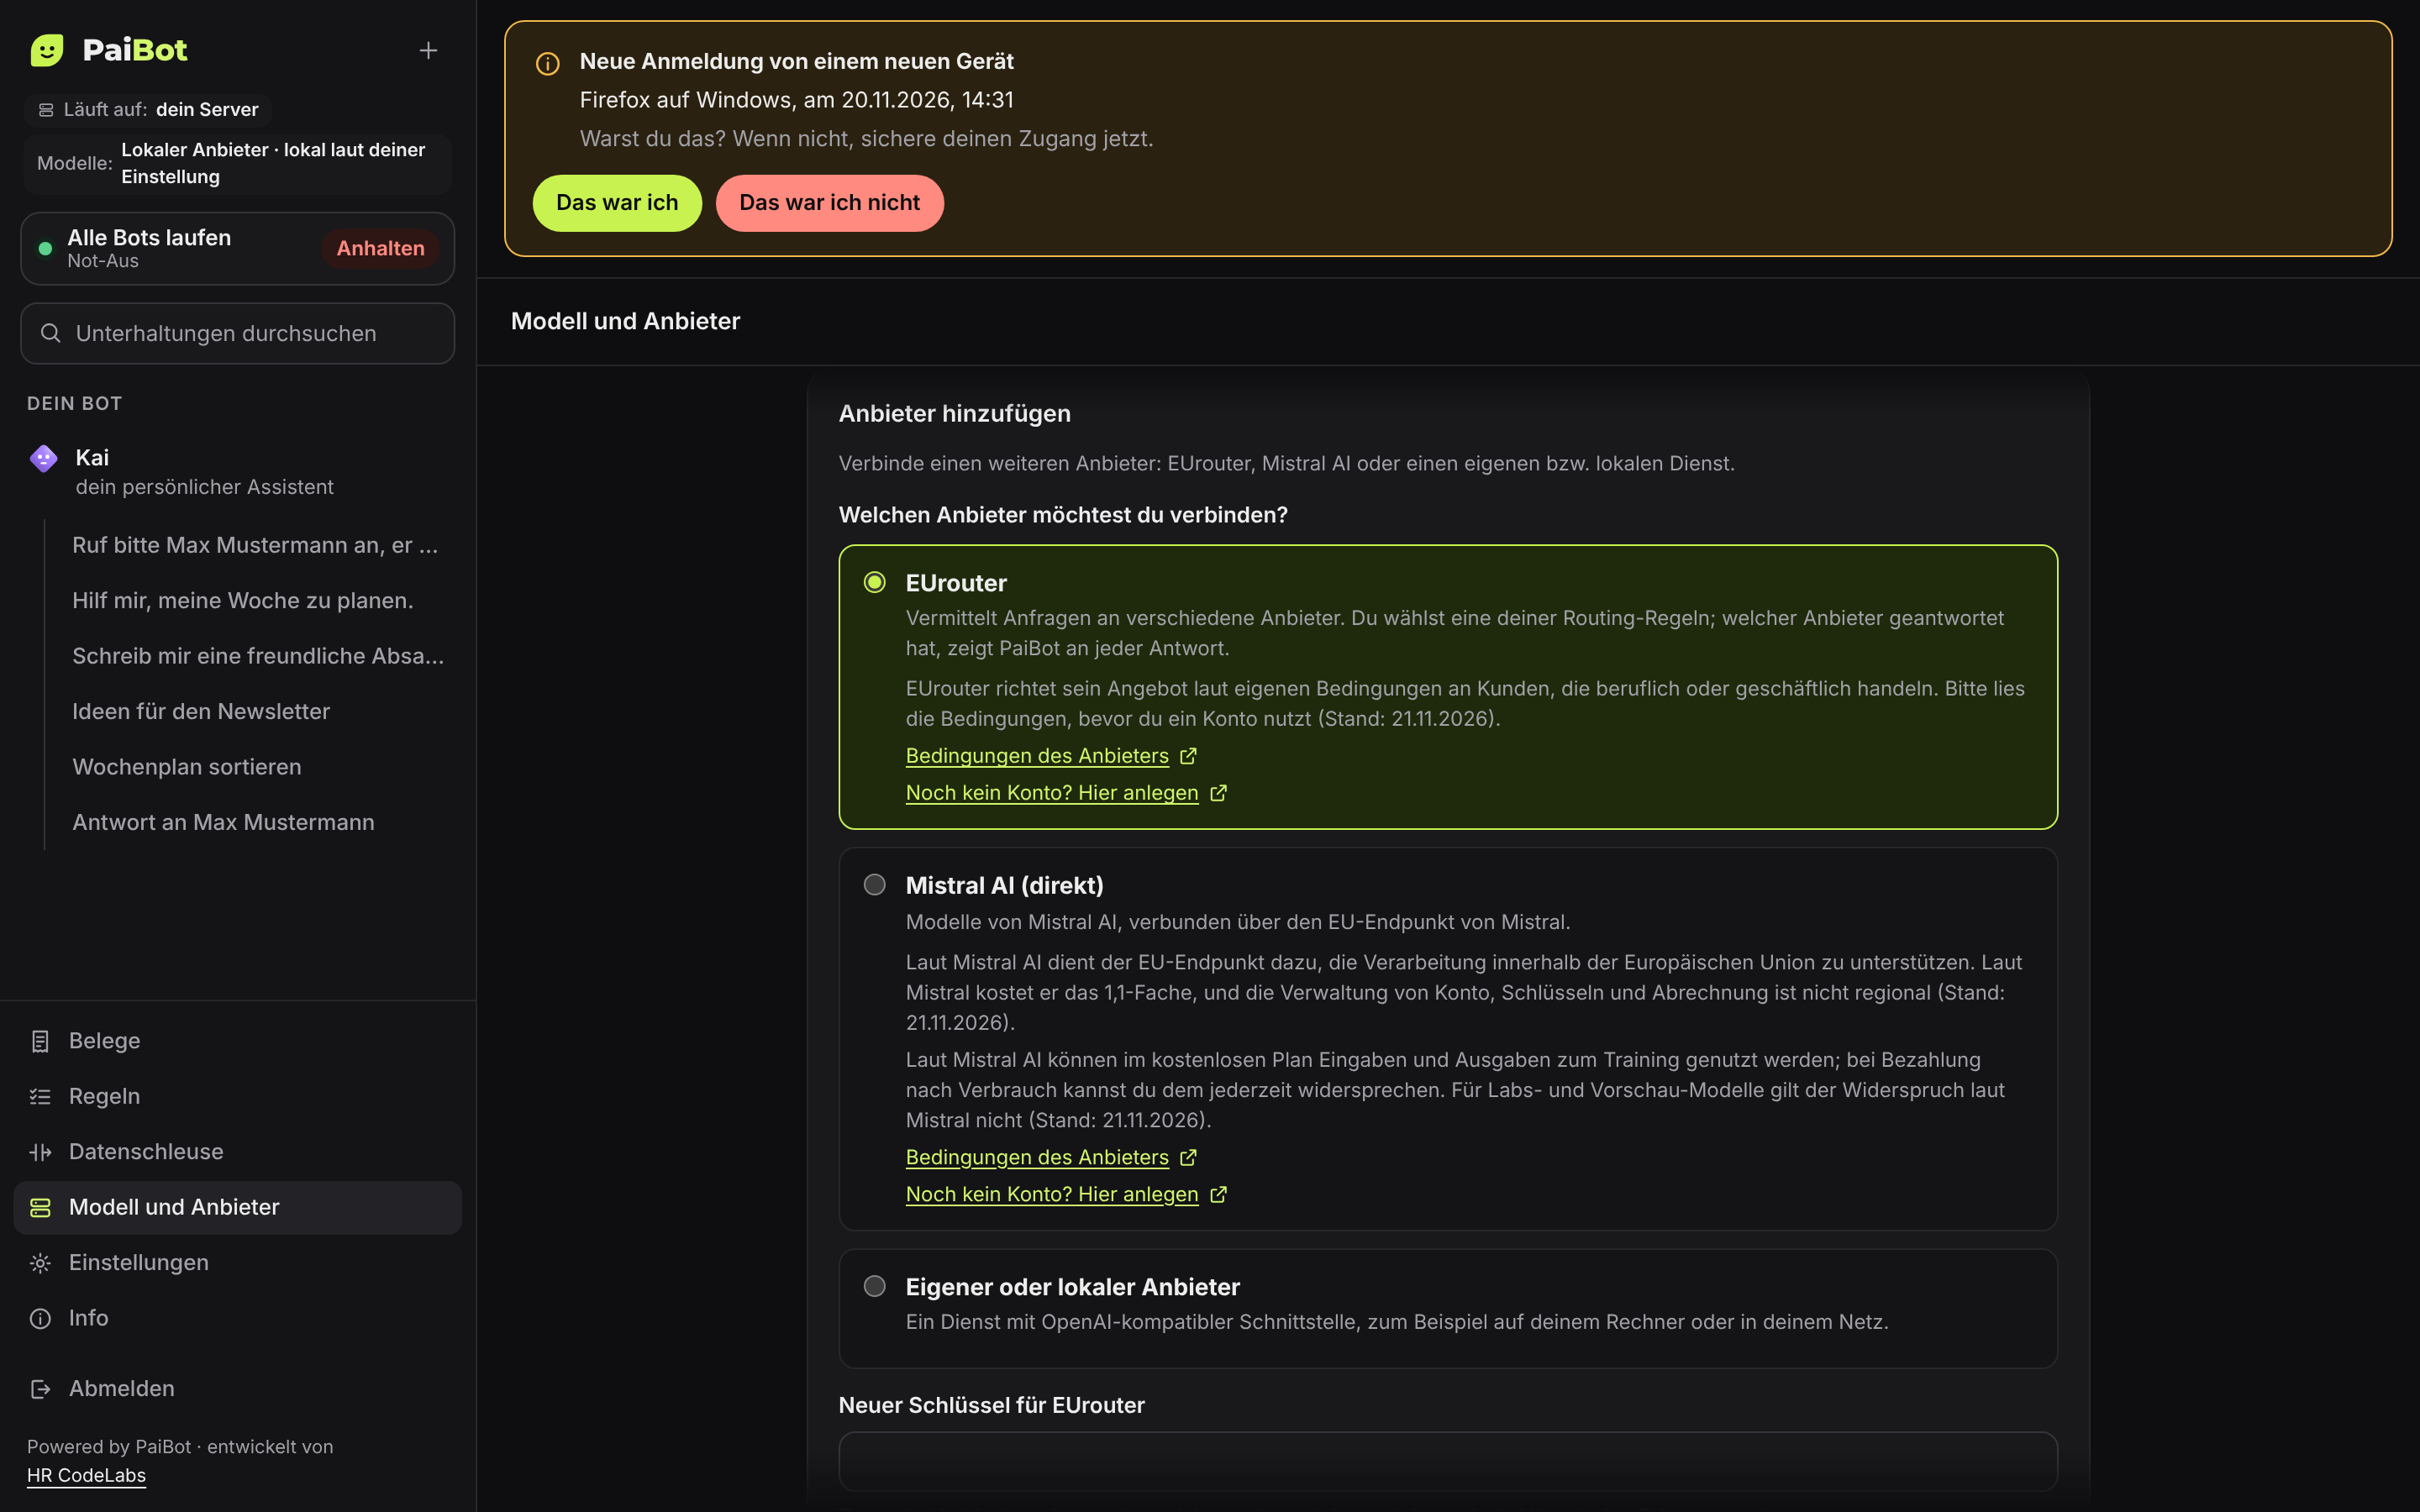 PaiBot
Läuft auf: dein Server
Modelle: Lokaler Anbieter · lokal laut deiner
Einstellung
Alle Bots laufen
Not-Aus
Anhalten
Unterhaltungen durchsuchen
DEIN BOT
Kai
dein persönlicher Assistent
Ruf bitte Max Mustermann an, er ...
Hilf mir, meine Woche zu planen.
Schreib mir eine freundliche Absa...
Ideen für den Newsletter
Wochenplan sortieren
Antwort an Max Mustermann
Belege
Regeln
Datenschleuse
Modell und Anbieter
Einstellungen
Info
Abmelden
Powered by PaiBot · entwickelt von
HR CodeLabs
Neue Anmeldung von einem neuen Gerät
Firefox auf Windows, am 20.11.2026, 14:31
Warst du das? Wenn nicht, sichere deinen Zugang jetzt.
Das war ich
Das war ich nicht
Modell und Anbieter
Anbieter hinzufügen
Verbinde einen weiteren Anbieter: EUrouter, Mistral AI oder einen eigenen bzw. lokalen Dienst.
Welchen Anbieter möchtest du verbinden?
EUrouter
Vermittelt Anfragen an verschiedene Anbieter. Du wählst eine deiner Routing-Regeln; welcher Anbieter geantwortet
hat, zeigt PaiBot an jeder Antwort.
EUrouter richtet sein Angebot laut eigenen Bedingungen an Kunden, die beruflich oder geschäftlich handeln. Bitte lies
die Bedingungen, bevor du ein Konto nutzt (Stand: 21.11.2026).
Bedingungen des Anbieters
Noch kein Konto? Hier anlegen
Mistral AI (direkt)
Modelle von Mistral AI, verbunden über den EU-Endpunkt von Mistral.
Laut Mistral AI dient der EU-Endpunkt dazu, die Verarbeitung innerhalb der Europäischen Union zu unterstützen. Laut
Mistral kostet er das 1,1-Fache, und die Verwaltung von Konto, Schlüsseln und Abrechnung ist nicht regional (Stand:
21.11.2026).
Laut Mistral AI können im kostenlosen Plan Eingaben und Ausgaben zum Training genutzt werden; bei Bezahlung
nach Verbrauch kannst du dem jederzeit widersprechen. Für Labs- und Vorschau-Modelle gilt der Widerspruch laut
Mistral nicht (Stand: 21.11.2026).
Bedingungen des Anbieters
Noch kein Konto? Hier anlegen
Eigener oder lokaler Anbieter
Ein Dienst mit OpenAI-kompatibler Schnittstelle, zum Beispiel auf deinem Rechner oder in deinem Netz.
Neuer Schlüssel für EUrouter